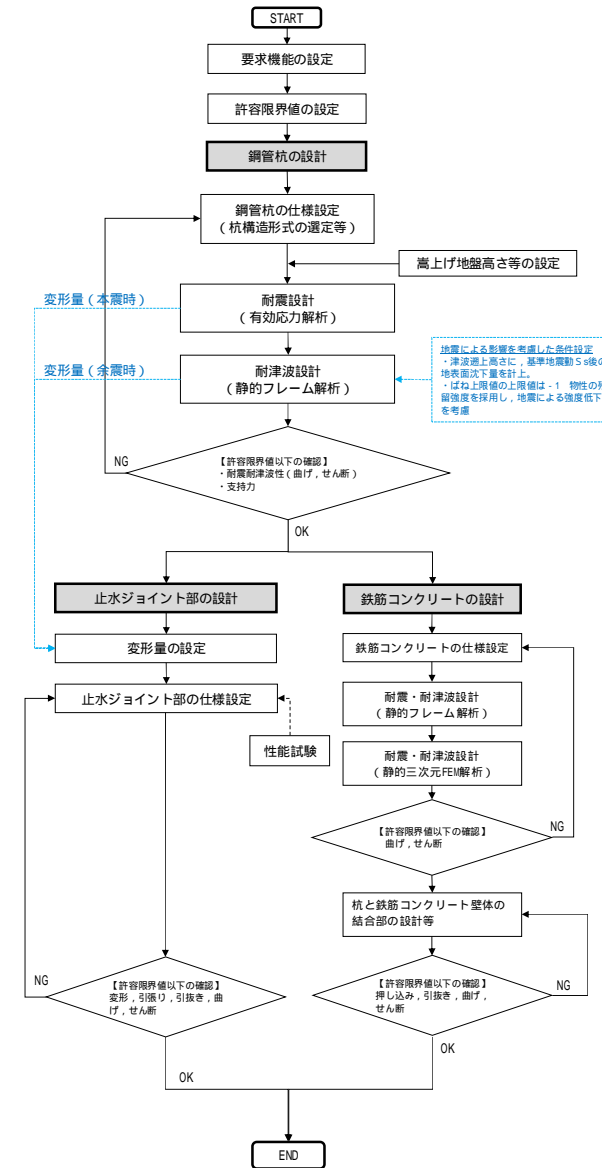 START
要求機能の設定
許容限界値の設定
鋼管杭の設計
鋼管杭の仕様設定
(杭構造形式の選定等)
嵩上げ地盤高さ等の設定
変形量(本震時)
耐震設計
(有効応力解析)
変形量(余震時)
耐津波設計
(静的フレーム解析)
地震による影響を考慮した条件設定
・津波遡上高さに,基準地震動Ss後の
地表面沈下量を計上。
・ばね上限値の上限値は-1 物性の残
留強度を採用し,地震による強度低下
を考慮
NG
【許容限界値以下の確認】
・耐震耐津波性(曲げ,せん断)
・支持力
OK
止水ジョイント部の設計
鉄筋コンクリートの設計
変形量の設定
鉄筋コンクリートの仕様設定
止水ジョイント部の仕様設定
性能試験
耐震・耐津波設計
(静的フレーム解析)
耐震・耐津波設計
(静的三次元FEM解析)
【許容限界値以下の確認】
曲げ,せん断
NG
杭と鉄筋コンクリート壁体の
結合部の設計等
NG
【許容限界値以下の確認】
変形,引張り,引抜き,曲
げ,せん断
【許容限界値以下の確認】
押し込み,引抜き,曲げ,
せん断
NG
OK
OK
END